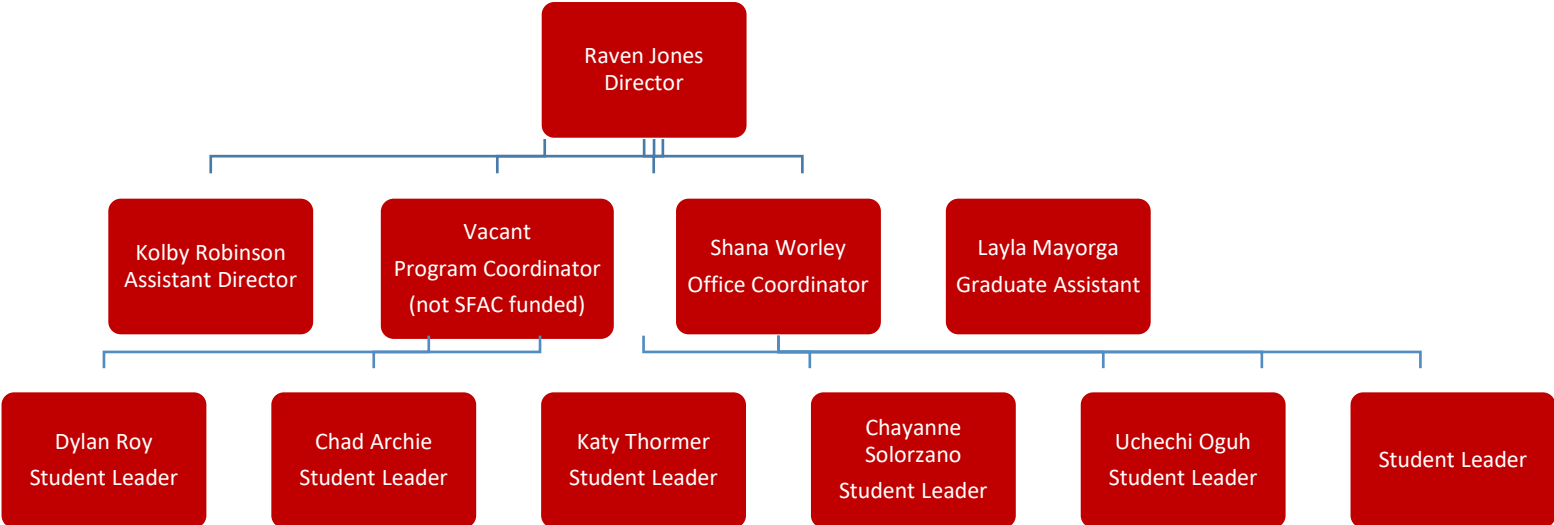 Raven Jones
Director
Kolby Robinson
Assistant Director
Vacant
Program Coordinator
(not SFAC funded)
Shana Worley
Office Coordinator
Layla Mayorga
Graduate Assistant
Dylan Roy
Student Leader
Chad Archie
Student Leader
Katy Thormer
Student Leader
Chayanne
Solorzano
Student Leader
Uchechi Oguh
Student Leader
Student Leader